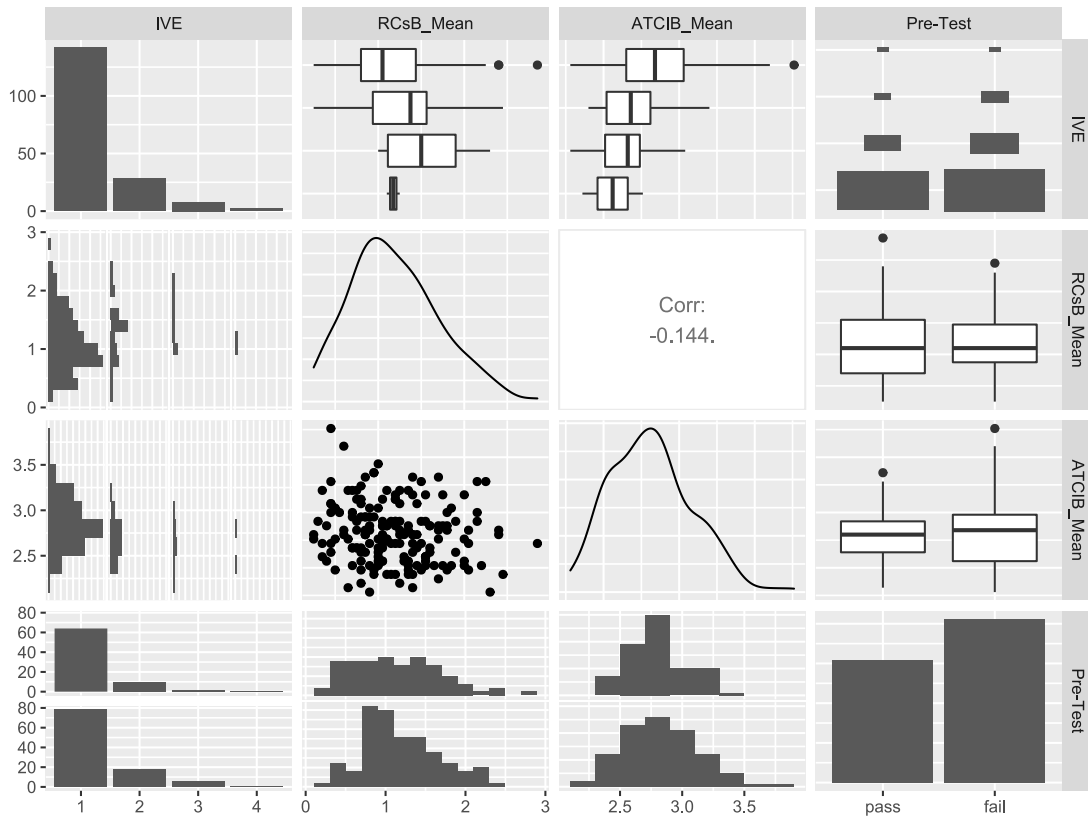 IVE
RCsB_Mean
ATCIB_Mean
Pre-Test
100
50
0
IVE
3
2
1
0
Corr:
-0.144.
RCsB_Mean
3.5
3.0
2.5
ATCIB_Mean
80
60
40
20
0
80
60
40
20
0
Pre-Test
1
2
3
4
0
1
2
3
2.5
3.0
3.5
pass
fail